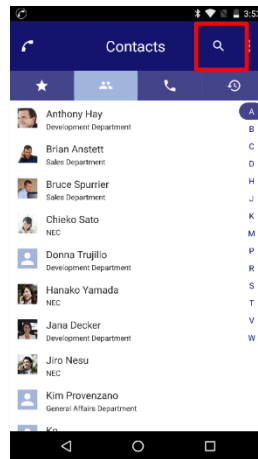 3:53
Contacts
A
Anthony Hay
Development Department
B
Brian Anstett
Sales Department
C
D
Bruce Spurrier
Sales Department
H
J
Chieko Sato
NEC
K
M
Donna Trujillo
Development Department
P
R
Hanako Yamada
NEC
S
T
Jana Decker
Development Department
V
W
Jiro Nesu
NEC
Kim Provenzano
General Affairs Department